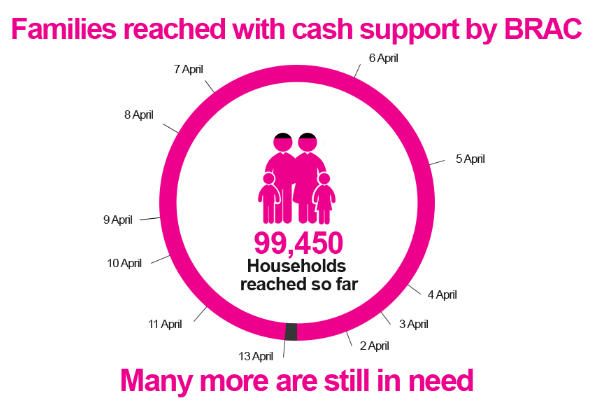 Families reached with cash support by BRAC
6 April
7 April
8 April
5 April
9 April
99,450
Households
reached so far
10 April
4 April
11 April
3 April
2 April
13 April
Many more are still in need